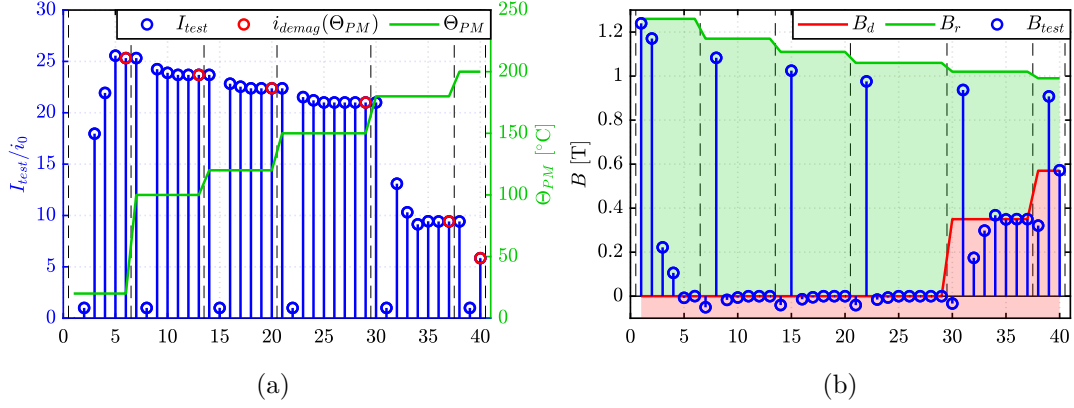 I_test i_demag(Θ_PM) Θ_PM
30
25
20
15
10
5
0
I_test/i_0
250
200
150
100
50
0
Θ_PM [°C]
0 5 10 15 20 25 30 35 40
(a)
B_d B_r B_test
1.2
1
0.8
0.6
0.4
0.2
0
B [T]
0 5 10 15 20 25 30 35 40
(b)